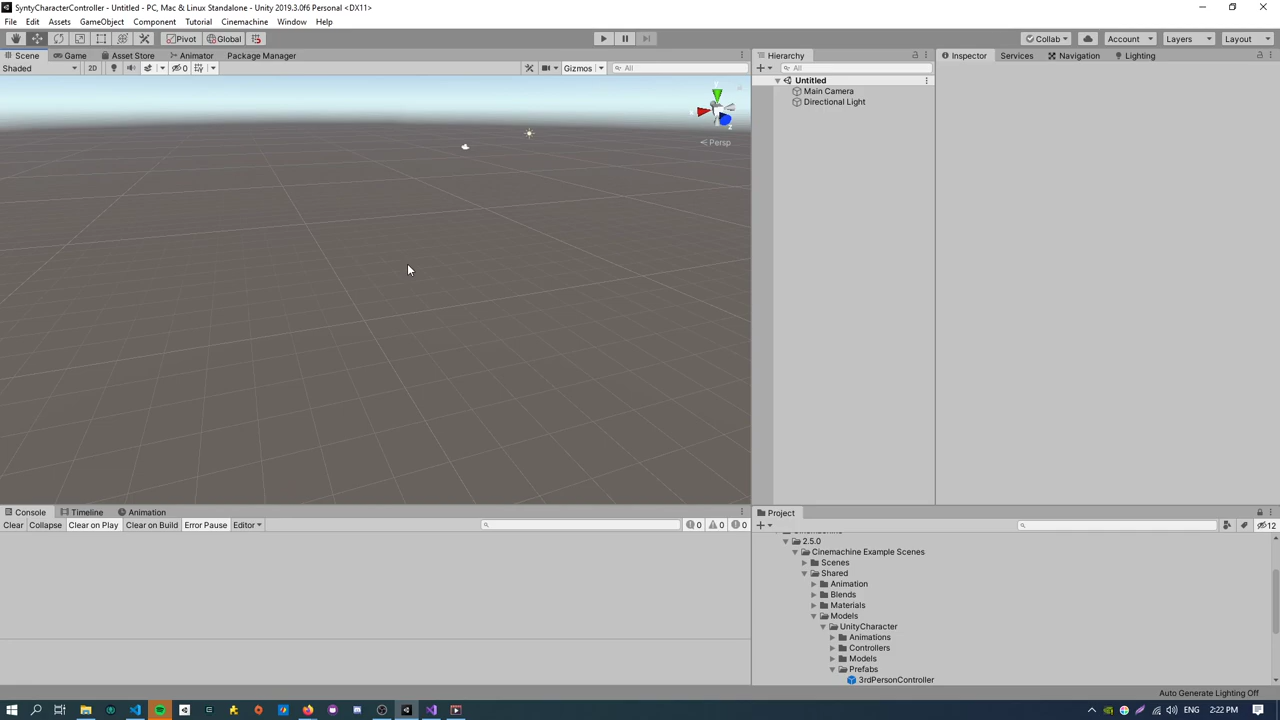 SyntyCharacterController - Untitled - PC, Mac & Linux Standalone - Unity 2019.3.0f6 Personal <DX11>
File Edit Assets GameObject Component Tutorial Cinemachine Window Help
Pivot Global Collab Account Layers Layout
Scene Game Asset Store Animator Package Manager
Shaded 2D 0 Gizmos All
Persp
Hierarchy
All
Untitled
Main Camera
Directional Light
Inspector Services Navigation Lighting
Console Timeline Animation
Clear Collapse Clear on Play Clear on Build Error Pause Editor 0 0 0
Project
12
2.5.0
Cinemachine Example Scenes
Scenes
Shared
Animation
Blends
Materials
Models
UnityCharacter
Animations
Controllers
Models
Prefabs
3rdPersonController
Auto Generate Lighting Off
ENG 2:22 PM